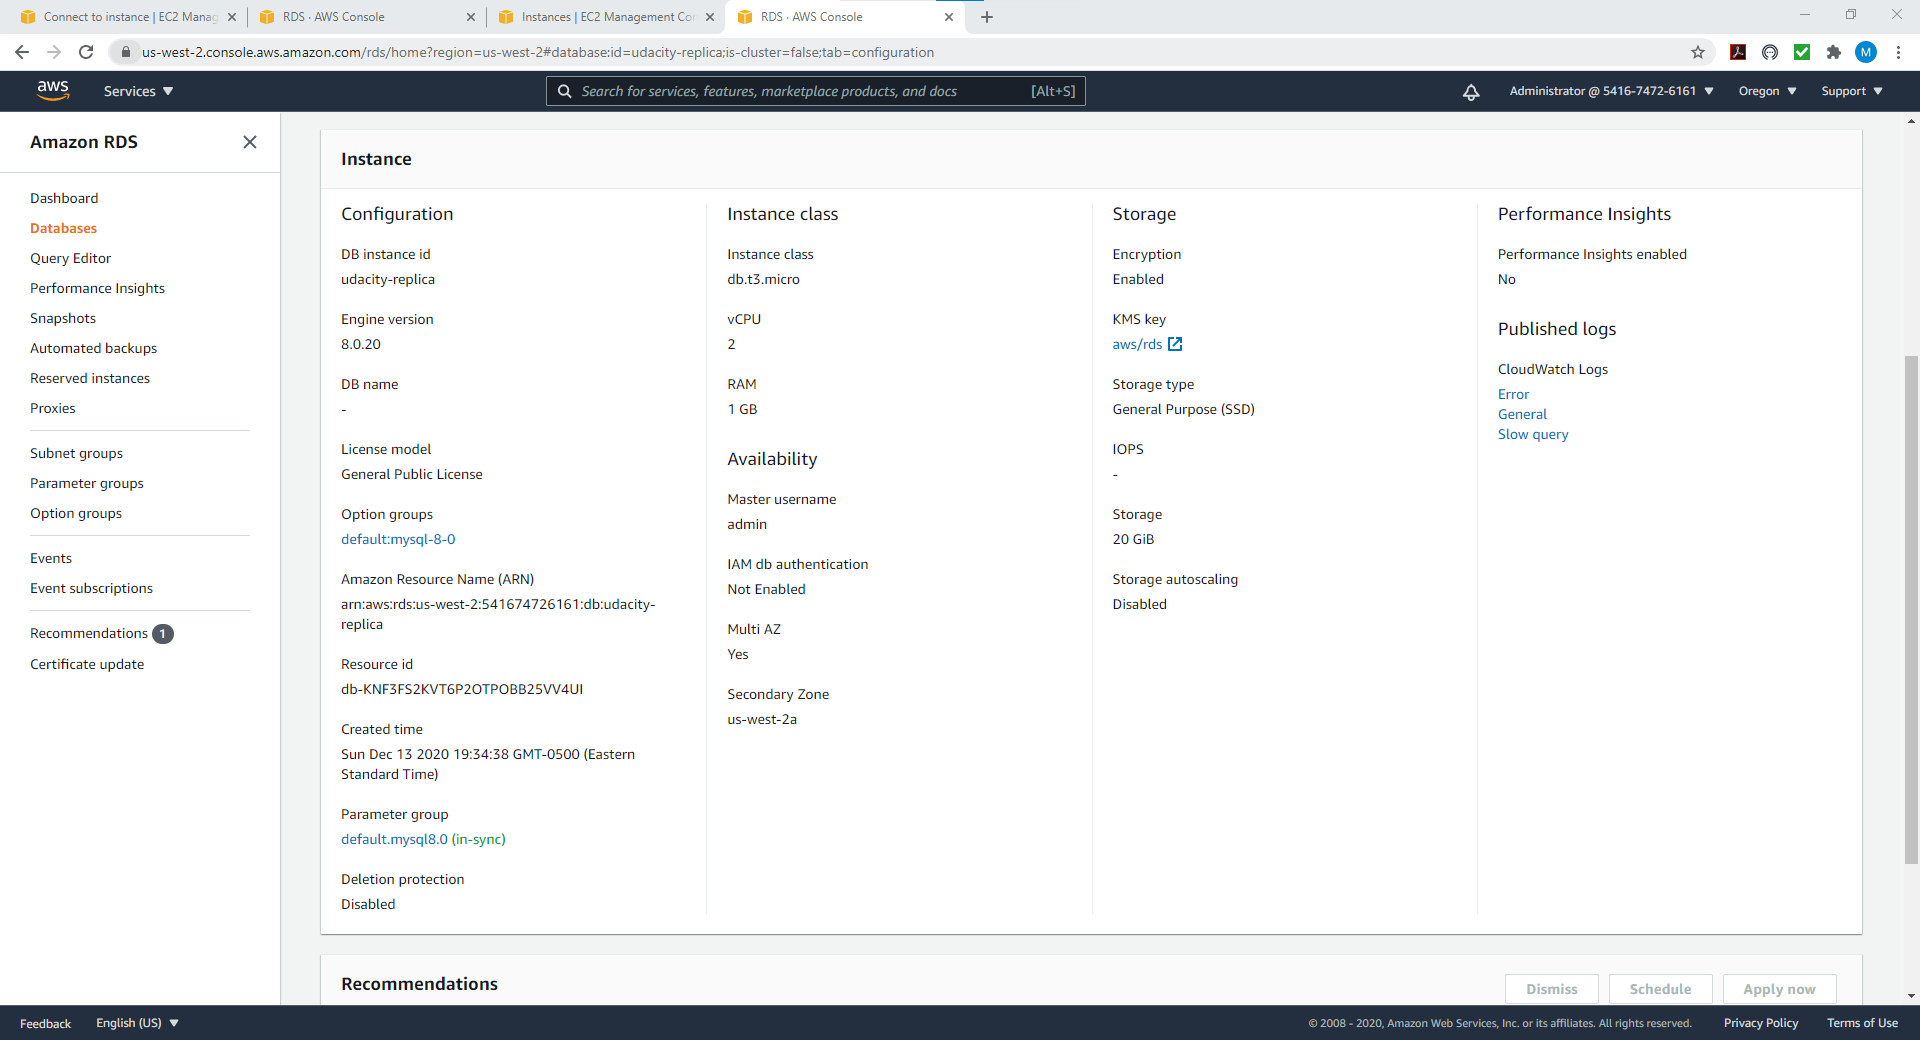 Connect to instance | EC2 Manag
RDS · AWS Console
Instances | EC2 Management Con
RDS · AWS Console
us-west-2.console.aws.amazon.com/rds/home?region=us-west-2#database:id=udacity-replica;is-cluster=false;tab=configuration
M
aws
Services
Search for services, features, marketplace products, and docs
[Alt+S]
Administrator @ 5416-7472-6161
Oregon
Support
Amazon RDS
Dashboard
Databases
Query Editor
Performance Insights
Snapshots
Automated backups
Reserved instances
Proxies
Subnet groups
Parameter groups
Option groups
Events
Event subscriptions
Recommendations 1
Certificate update
Instance
Configuration
DB instance id
udacity-replica
Engine version
8.0.20
DB name
-
License model
General Public License
Option groups
default:mysql-8-0
Amazon Resource Name (ARN)
arn:aws:rds:us-west-2:541674726161:db:udacity-
replica
Resource id
db-KNF3FS2KVT6P2OTPOBB25VV4UI
Created time
Sun Dec 13 2020 19:34:38 GMT-0500 (Eastern
Standard Time)
Parameter group
default.mysql8.0 (in-sync)
Deletion protection
Disabled
Instance class
Instance class
db.t3.micro
vCPU
2
RAM
1 GB
Availability
Master username
admin
IAM db authentication
Not Enabled
Multi AZ
Yes
Secondary Zone
us-west-2a
Storage
Encryption
Enabled
KMS key
aws/rds
Storage type
General Purpose (SSD)
IOPS
-
Storage
20 GiB
Storage autoscaling
Disabled
Performance Insights
Performance Insights enabled
No
Published logs
CloudWatch Logs
Error
General
Slow query
Recommendations
Dismiss
Schedule
Apply now
Feedback
English (US)
© 2008 - 2020, Amazon Web Services, Inc. or its affiliates. All rights reserved.
Privacy Policy
Terms of Use